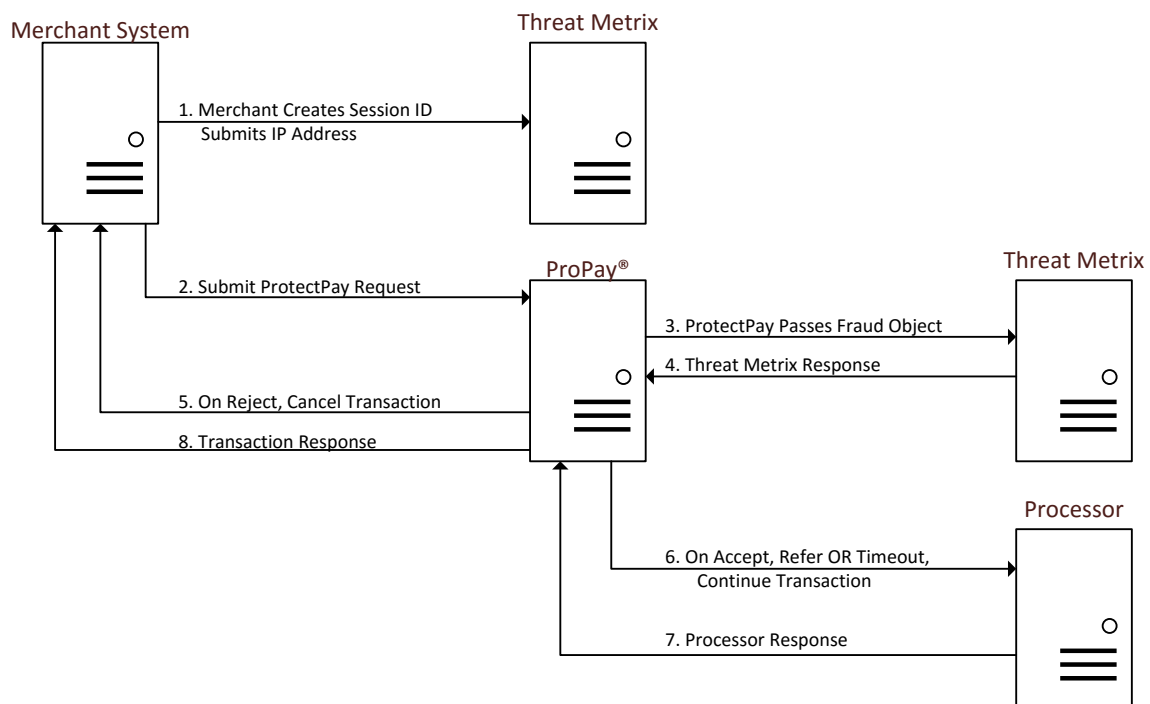 Merchant System
Threat Metrix
1. Merchant Creates Session ID
Submits IP Address
ProPay®
Threat Metrix
2. Submit ProtectPay Request
3. ProtectPay Passes Fraud Object
4. Threat Metrix Response
5. On Reject, Cancel Transaction
8. Transaction Response
Processor
6. On Accept, Refer OR Timeout,
Continue Transaction
7. Processor Response